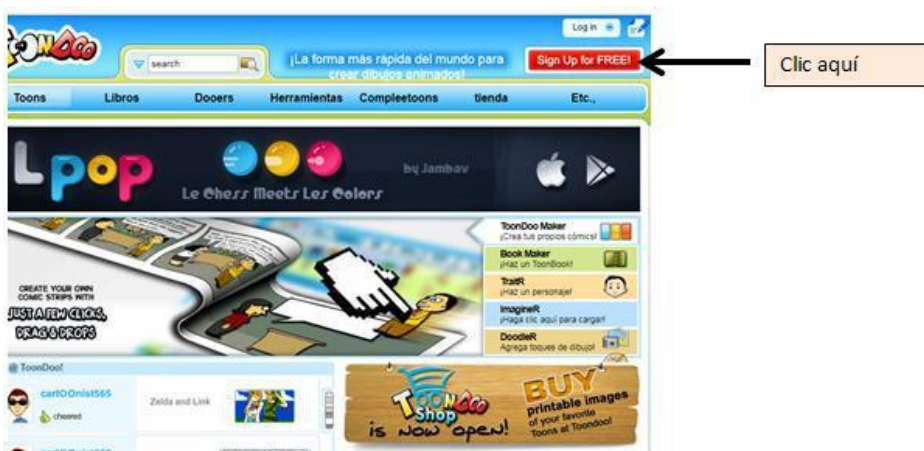 Log in
TOONDOO
search
¡La forma más rápida del mundo para
crear dibujos animados!
Sign Up for FREE!
Clic aquí
Toons Libros Dooers Herramientas Compleetoons tienda Etc.,
Lpop
by Jambav
Le Chess Meets Les Colors
CREATE YOUR OWN
COMIC STRIPS WITH
JUST A FEW CLICKS,
DRAG & DROPS
ToonDoo Maker
¡Crea tus propios cómics!
Book Maker
¡Haz un ToonBook!
TraitR
¡Haz un personaje!
ImagineR
¡Haga clic aquí para cargar!
DoodleR
Agrega toques de dibujo!
ToonDoo!
cartOOnist565
cheered
Zelda and Link
TOONDOO
Shop
is now open!
BUY
printable images
of your favorite
Toons at Toondoo!
cartOOnist565